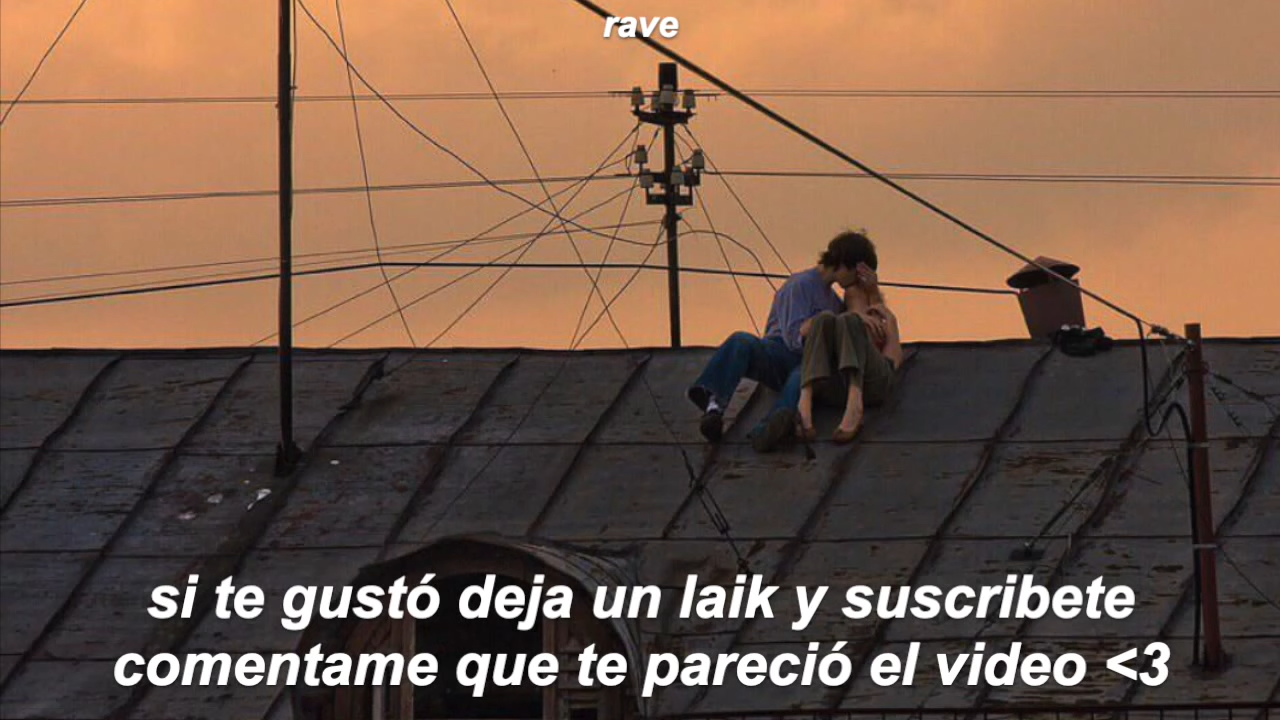 rave
si te gustó deja un laik y suscribete
comentame que te pareció el video <3